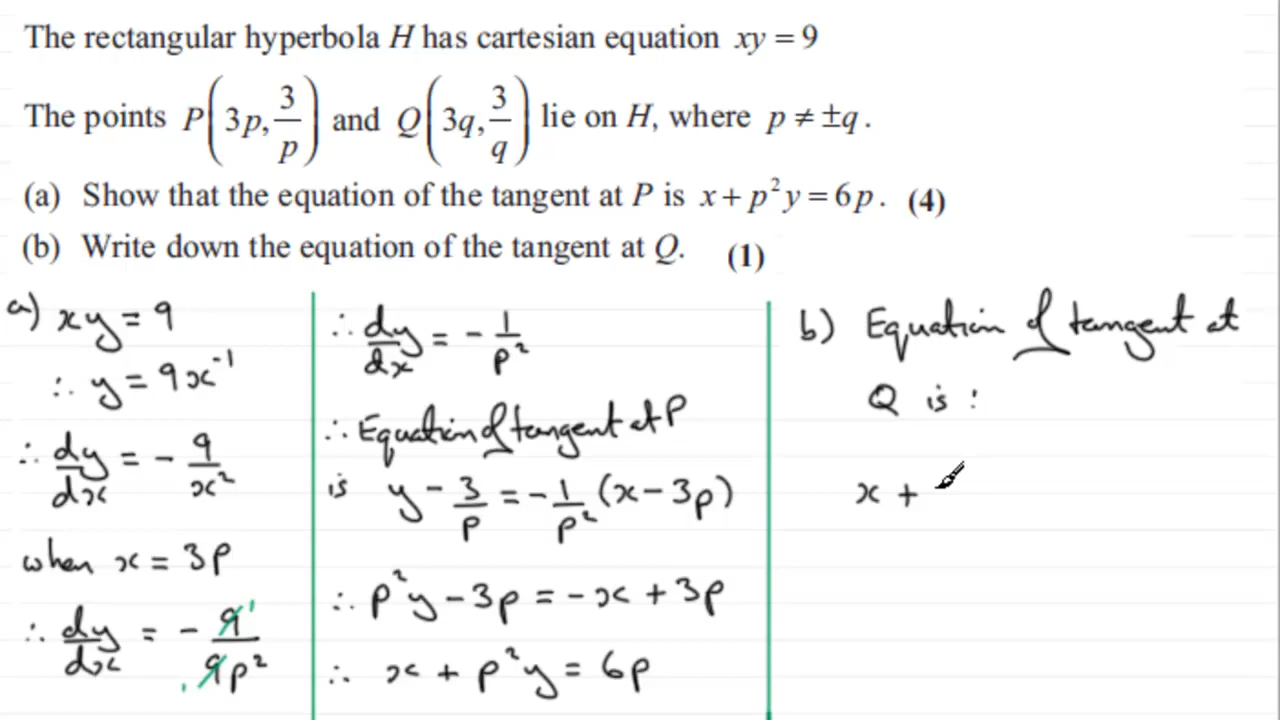 The rectangular hyperbola H has cartesian equation xy = 9
The points P(3p, 3/p) and Q(3q, 3/q) lie on H, where p ≠ ±q.
(a) Show that the equation of the tangent at P is x + p²y = 6p. (4)
(b) Write down the equation of the tangent at Q. (1)
a) xy = 9
∴ y = 9x⁻¹
∴ dy/dx = - 9/x²
when x = 3p
∴ dy/dx = - 9¹/₁9p²
∴ dy/dx = - 1/p²
∴ Equation of tangent at P
is y - 3/p = - 1/p² (x - 3p)
∴ p²y - 3p = -x + 3p
∴ x + p²y = 6p
b) Equation of tangent at
Q is :
x +